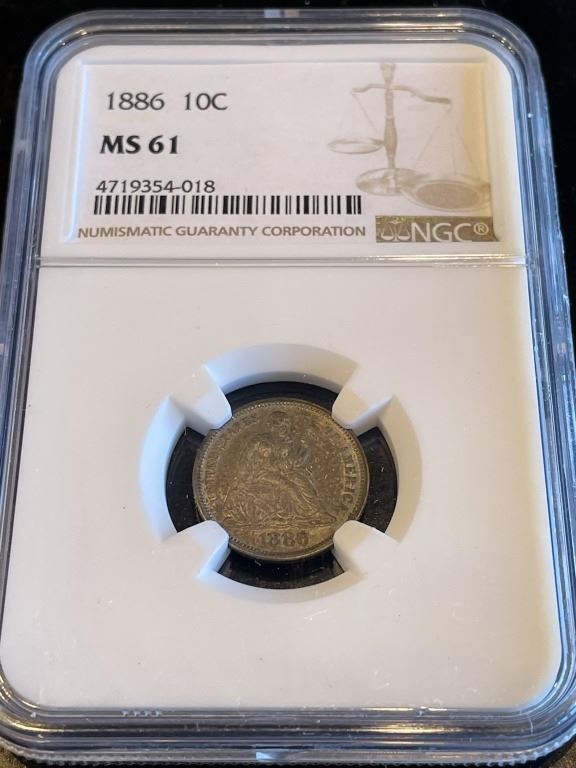 1886 10C
MS 61
4719354-018
NUMISMATIC GUARANTY CORPORATION
NGC®
1886